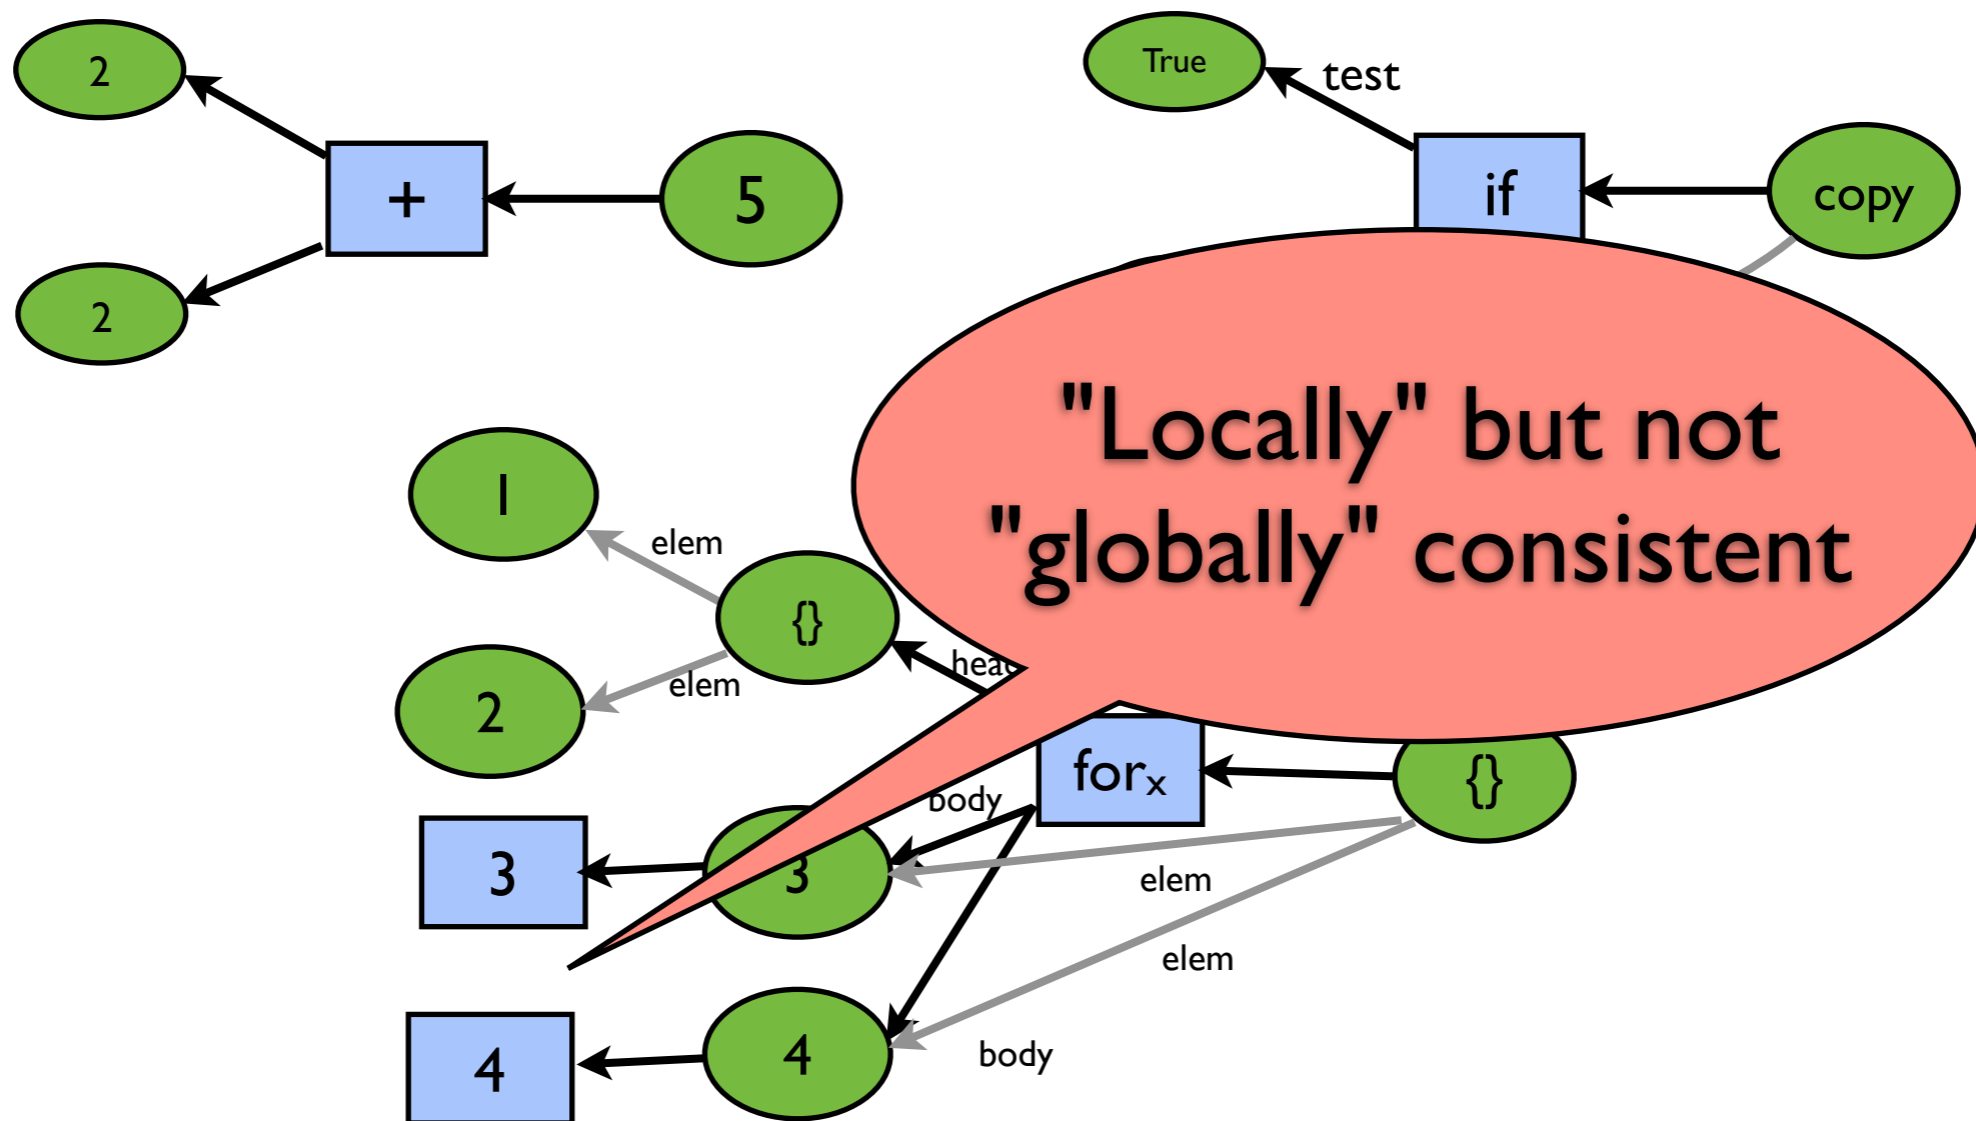 2
True
test
+
5
if
copy
2
"Locally" but not
"globally" consistent
1
elem
{}
2
elem
forx
{}
body
3
3
elem
elem
4
4
body